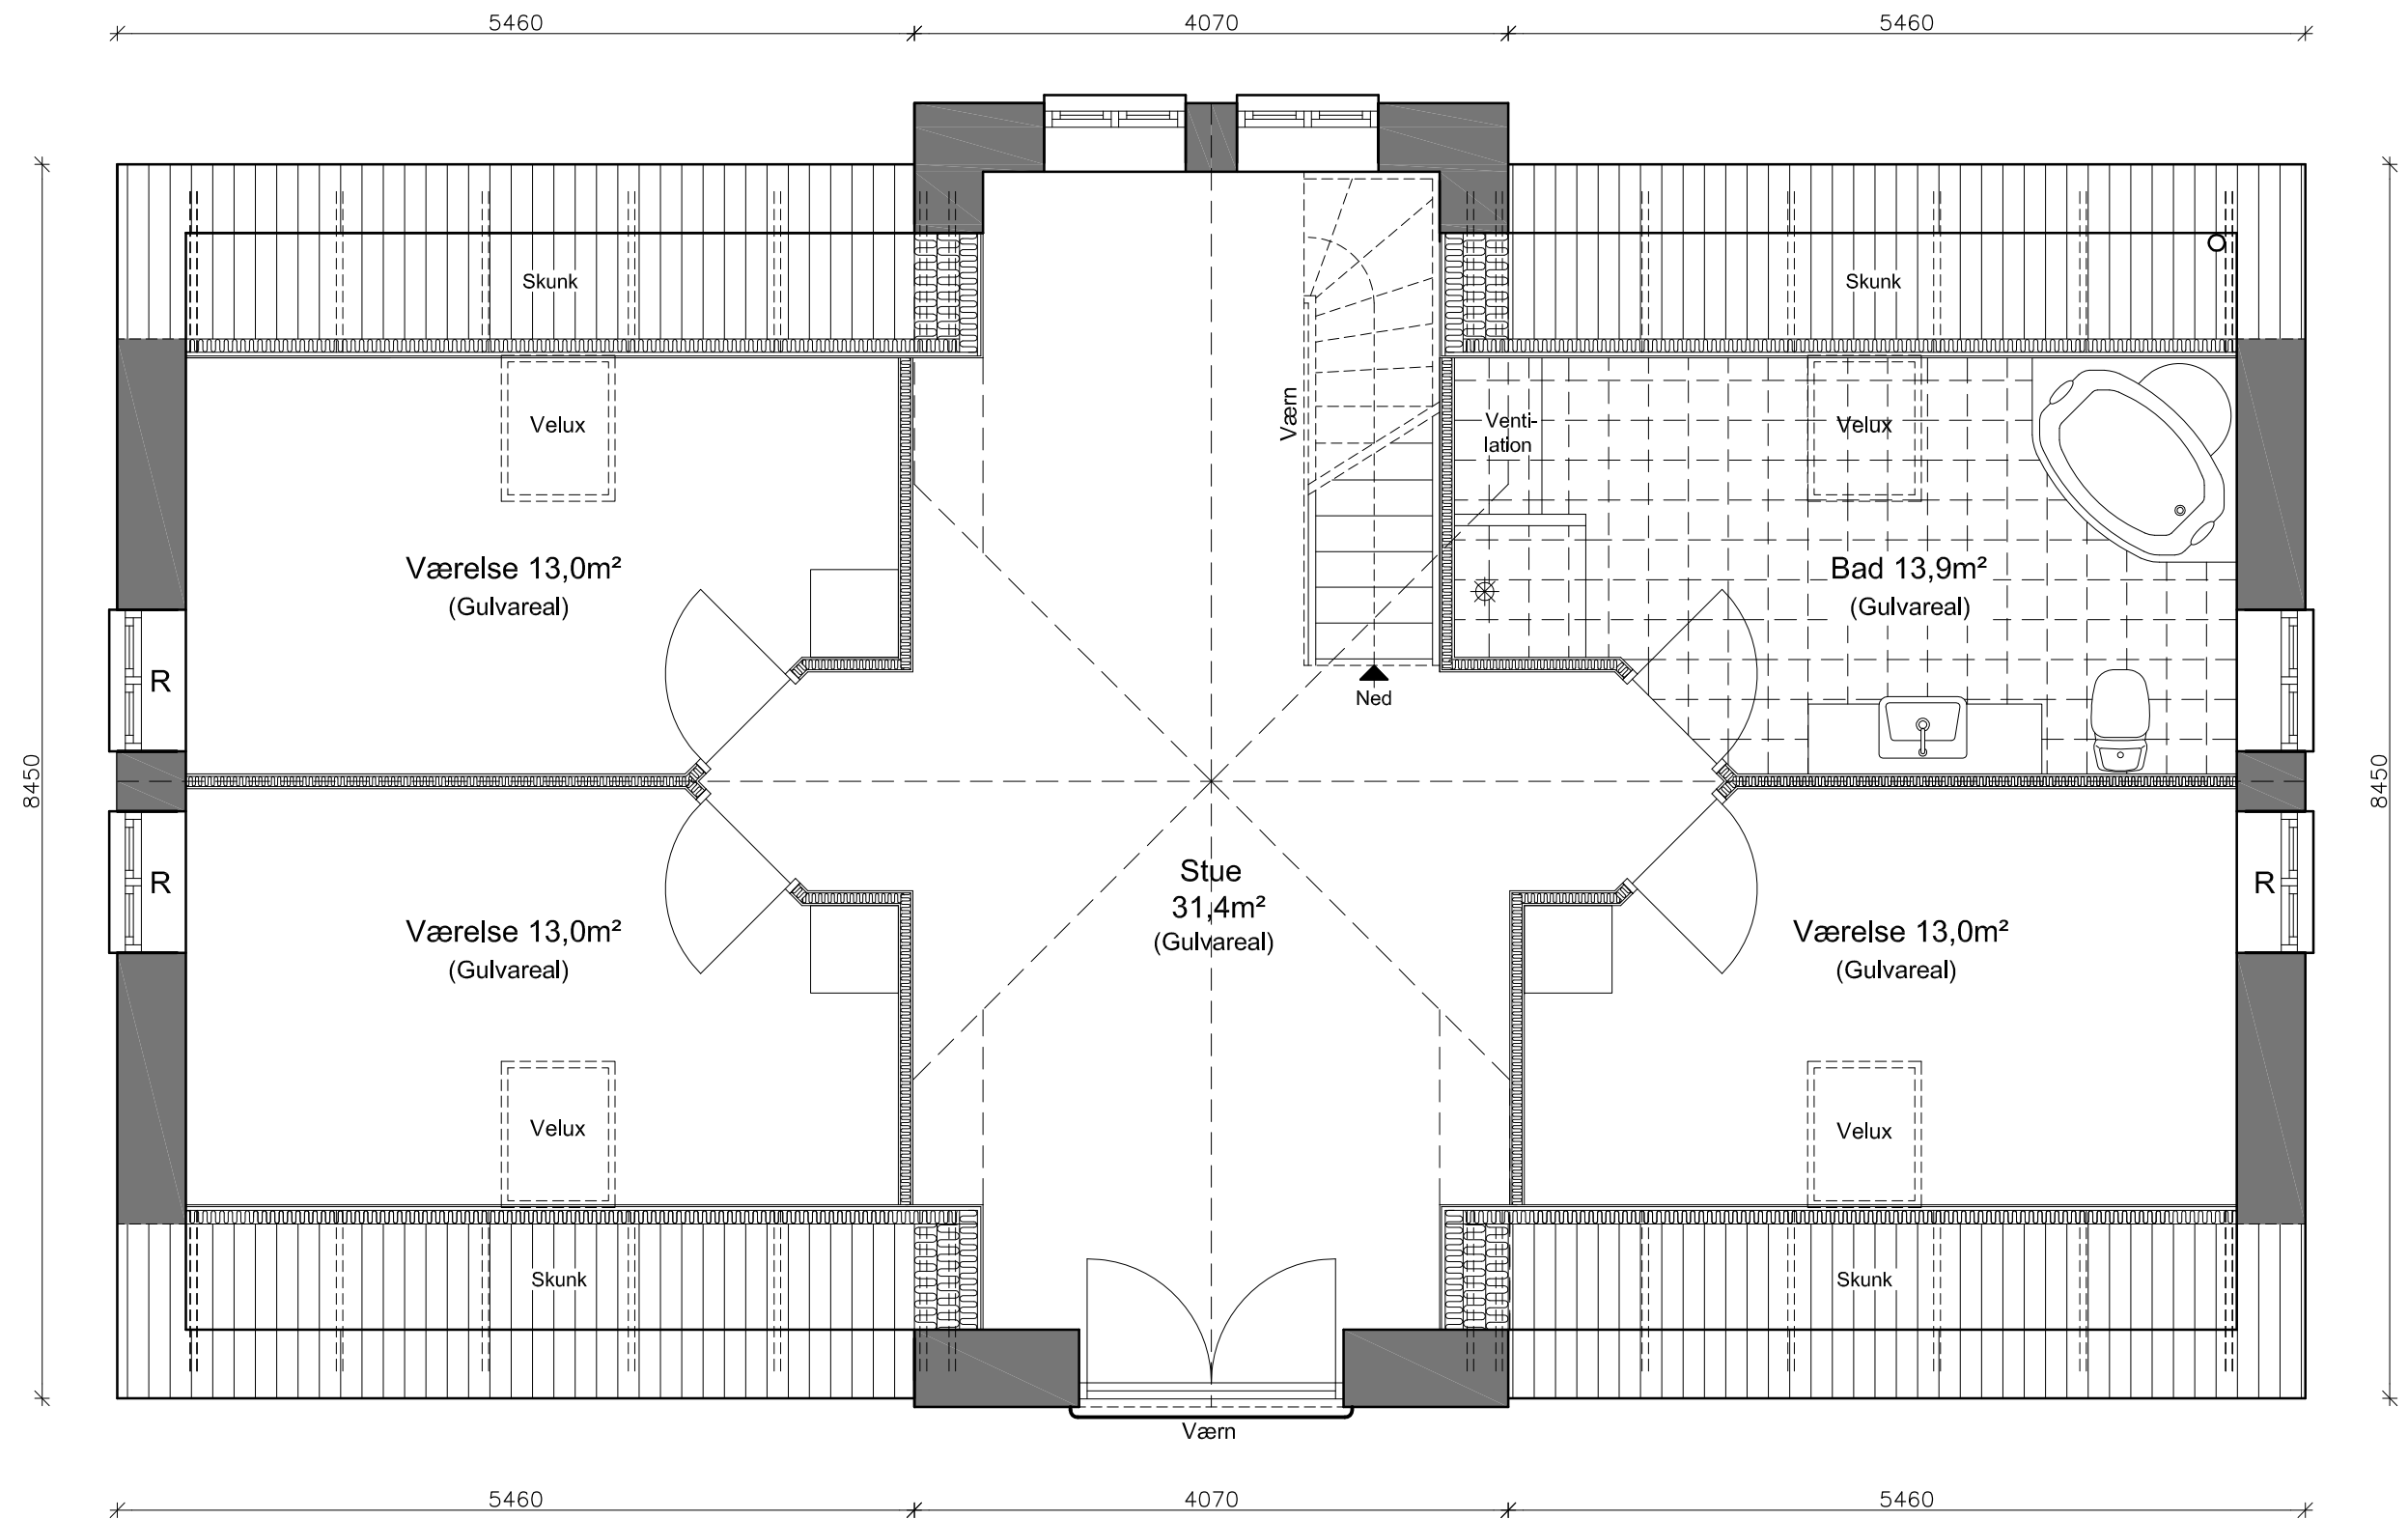 5460
4070
5460
Skunk
Skunk
Velux
Værn
Venti-
lation
Velux
Værelse 13,0m²
(Gulvareal)
Bad 13,9m²
(Gulvareal)
R
Ned
8450
8450
R
Stue
31,4m²
(Gulvareal)
R
Værelse 13,0m²
(Gulvareal)
Værelse 13,0m²
(Gulvareal)
Velux
Velux
Skunk
Skunk
Værn
5460
4070
5460